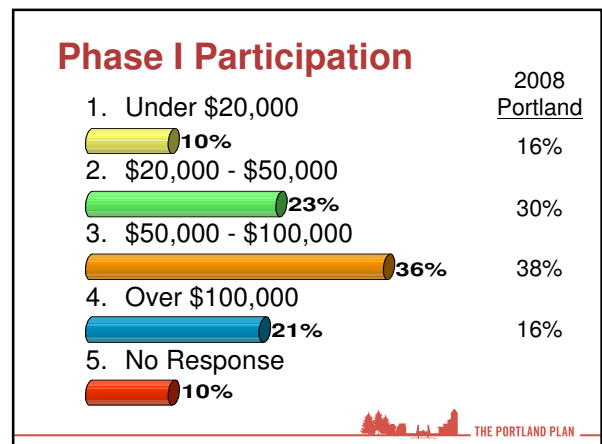 Phase I Participation
2008
Portland
1. Under $20,000
10%
16%
2. $20,000 - $50,000
23%
30%
3. $50,000 - $100,000
36%
38%
4. Over $100,000
21%
16%
5. No Response
10%
THE PORTLAND PLAN